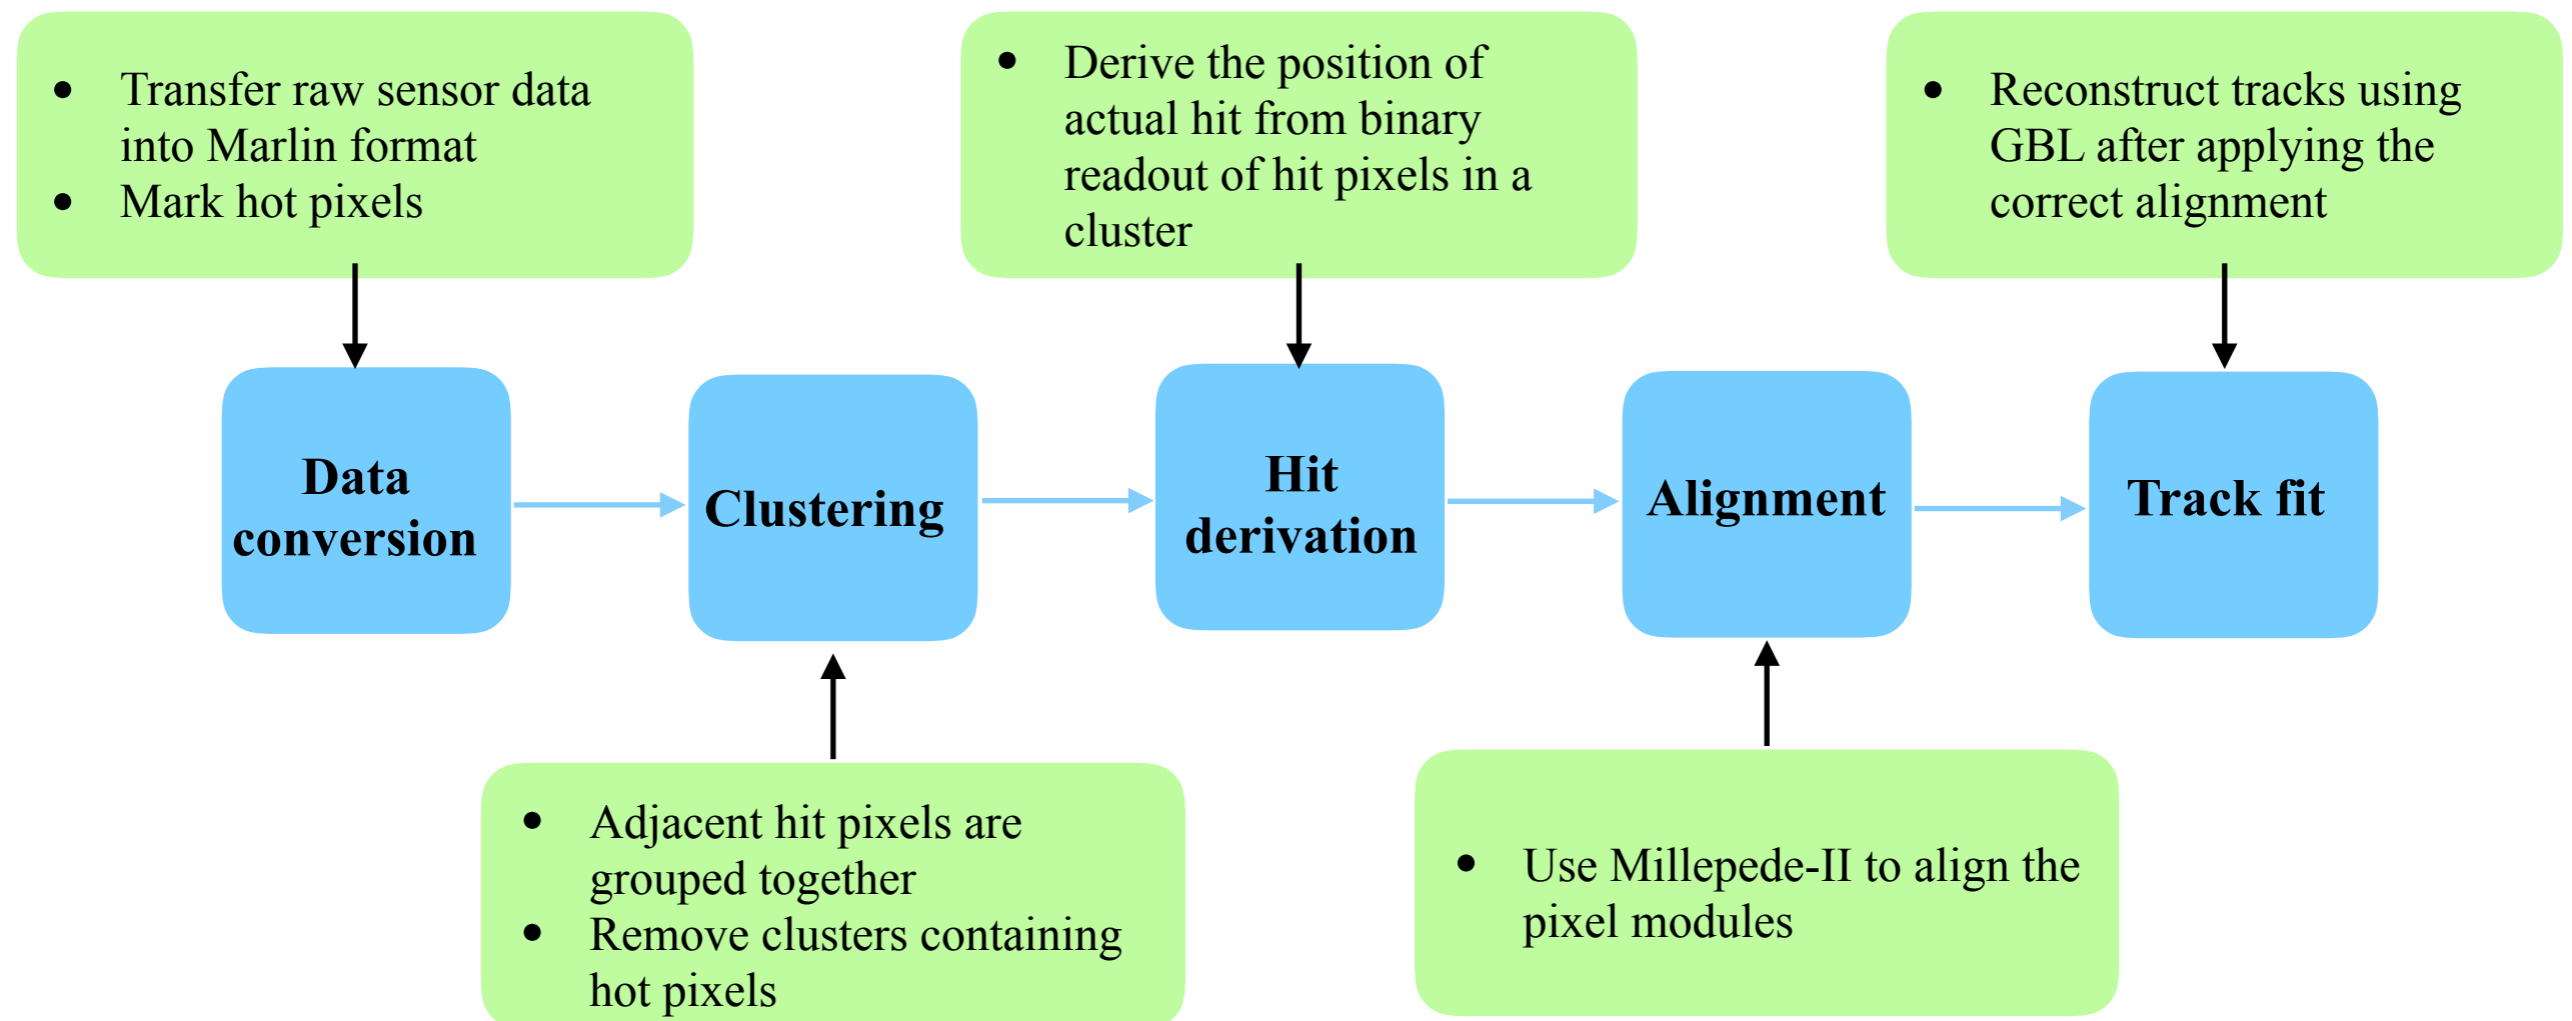 • Transfer raw sensor data
into Marlin format
• Mark hot pixels
• Derive the position of
actual hit from binary
readout of hit pixels in a
cluster
• Reconstruct tracks using
GBL after applying the
correct alignment
Data
conversion
Clustering
Hit
derivation
Alignment
Track fit
• Adjacent hit pixels are
grouped together
• Remove clusters containing
hot pixels
• Use Millepede-II to align the
pixel modules